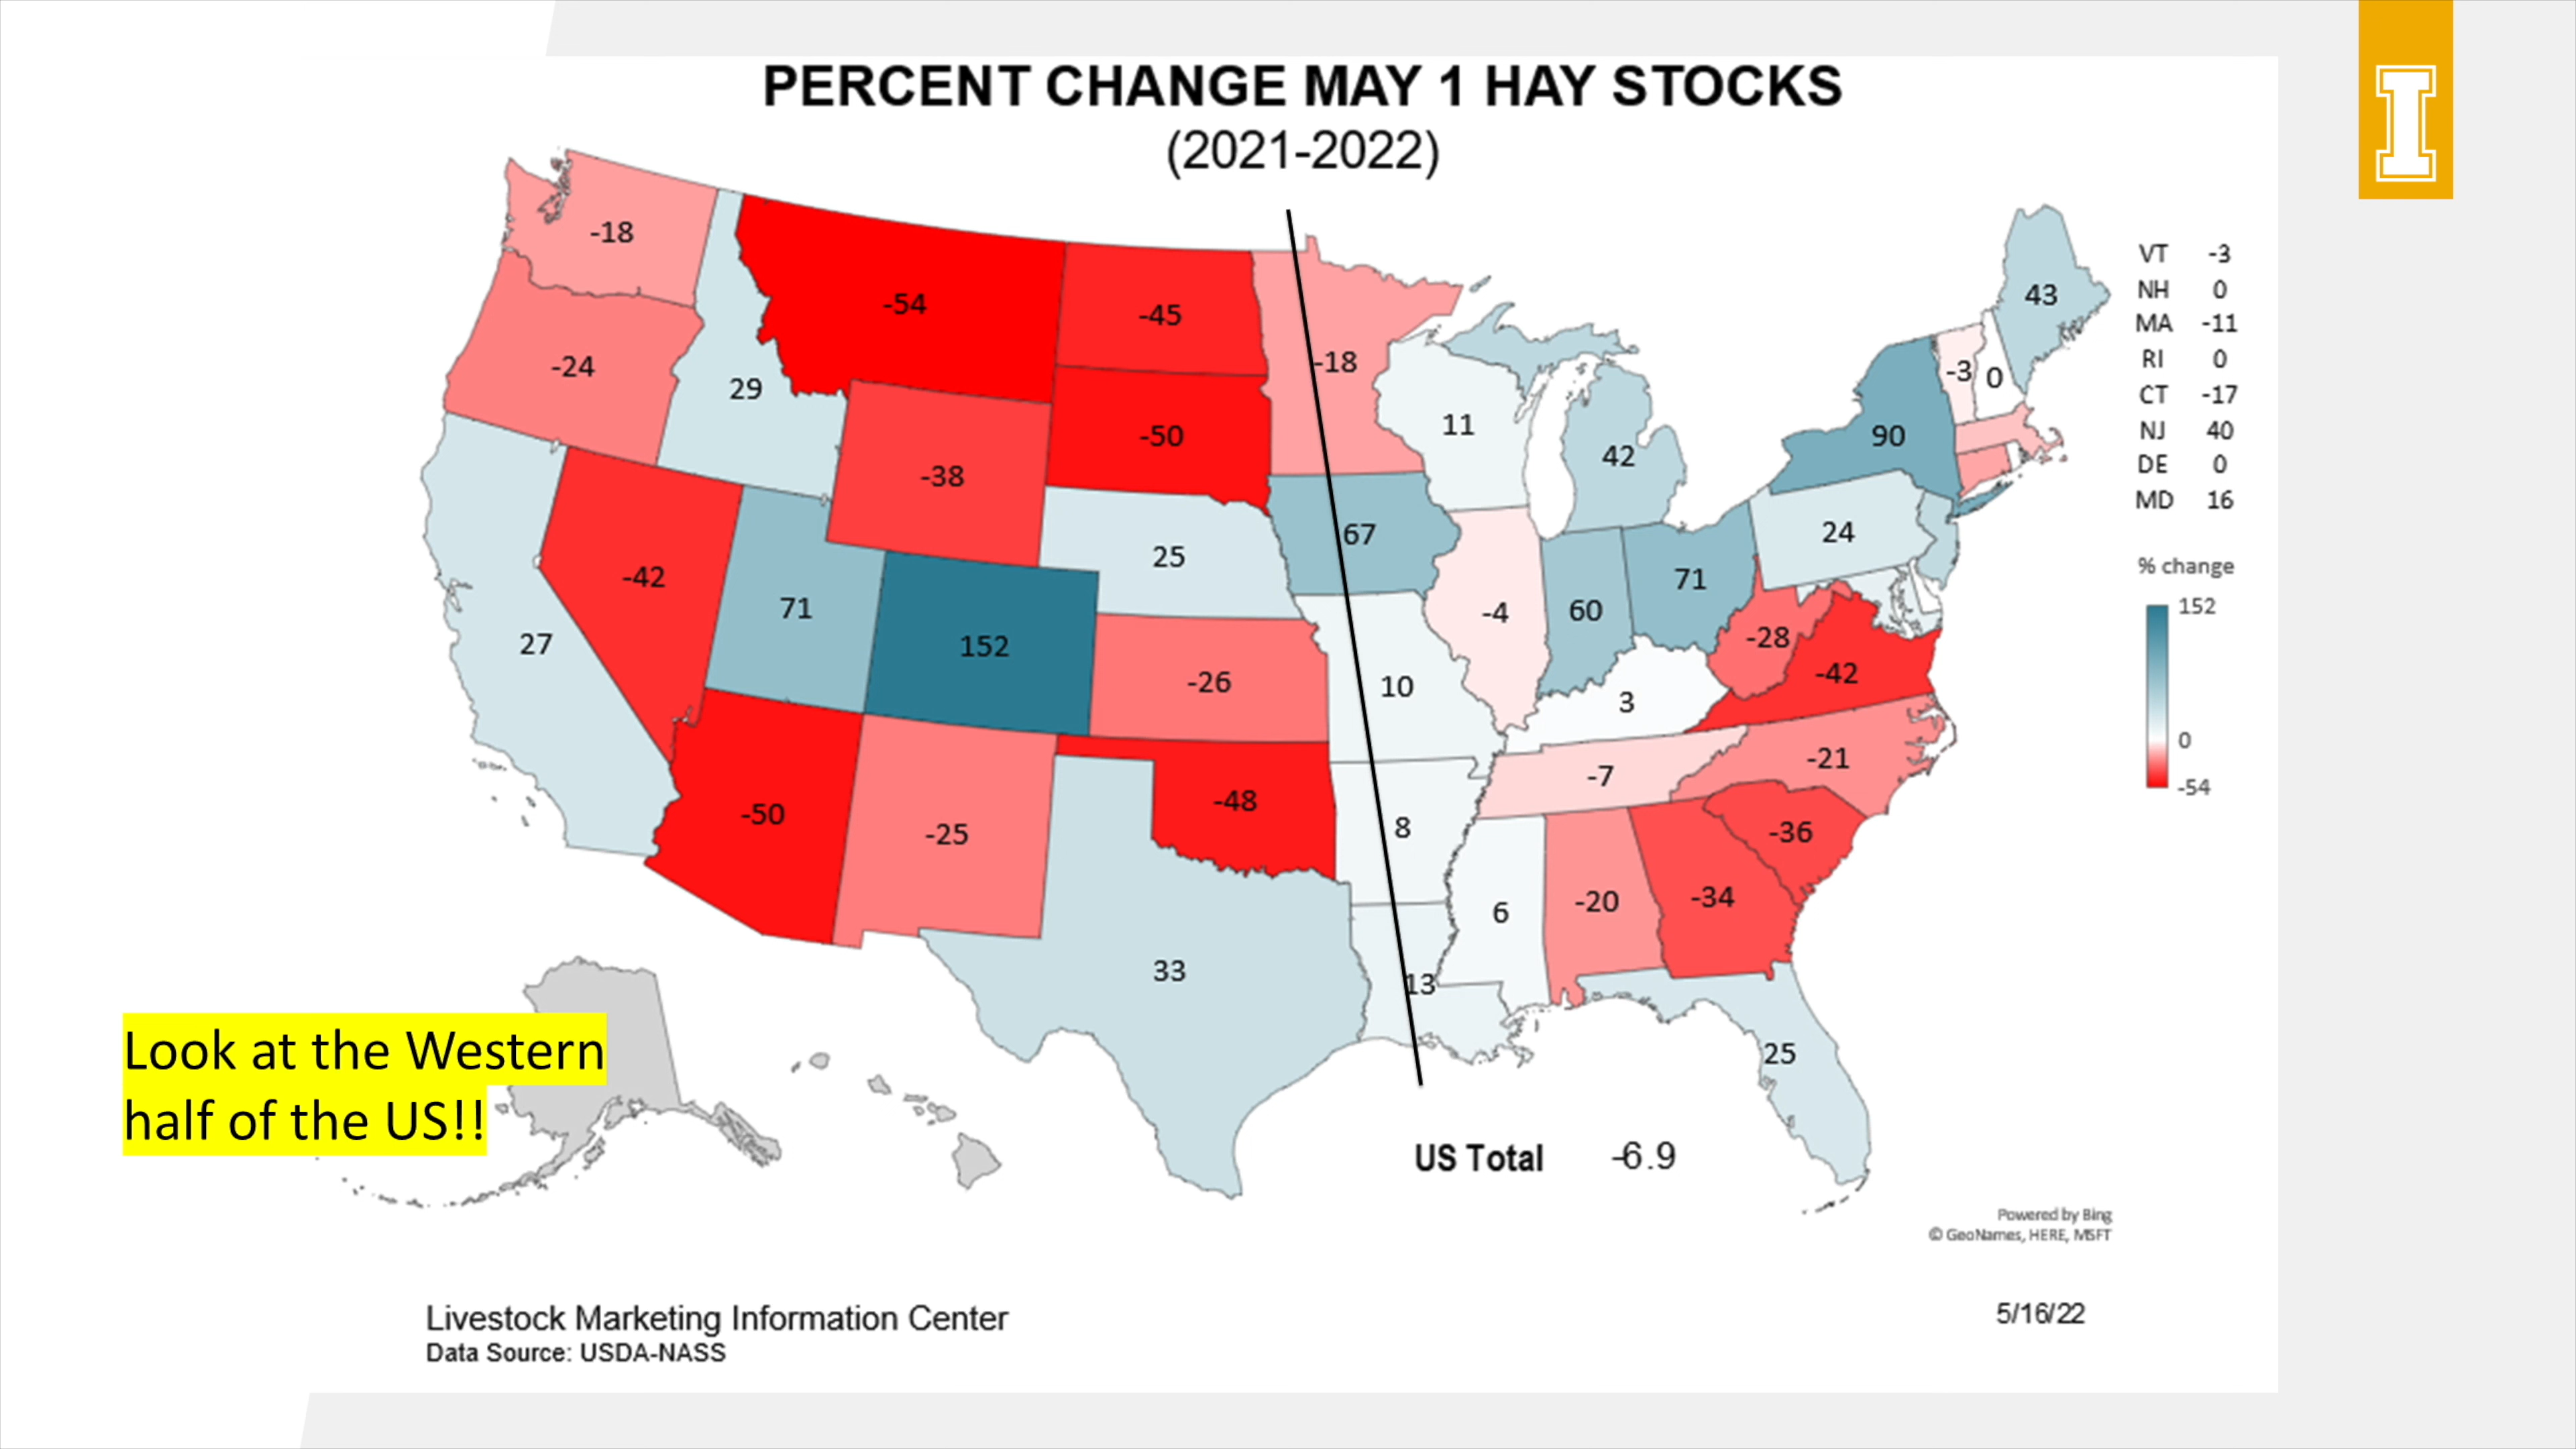 PERCENT CHANGE MAY 1 HAY STOCKS
(2021-2022)
-18
-54
-45
-18
-24
29
-50
-38
11
42
43
90
-3
0
VT -3
NH 0
MA -11
RI 0
CT -17
NJ 40
DE 0
MD 16
% change
152
0
-54
27
-42
71
152
25
67
-26
10
-4
60
71
24
-28
-42
3
-7
-21
-50
-25
-48
8
6
-20
-34
-36
33
13
25
Look at the Western
half of the US!!
US Total -6.9
Powered by Bing
© GeoNames, HERE, MSFT
Livestock Marketing Information Center
5/16/22
Data Source: USDA-NASS
I